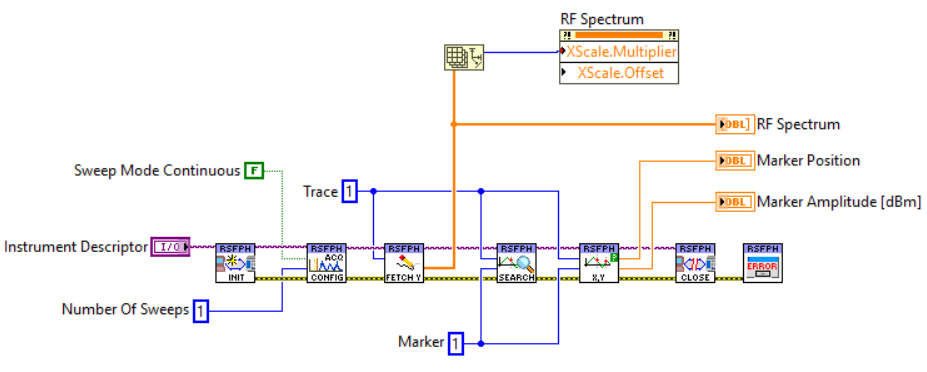 RF Spectrum
?! ?!
XScale.Multiplier
XScale.Offset
DBL] RF Spectrum
Sweep Mode Continuous F
DBL Marker Position
Trace 1
DBL Marker Amplitude [dBm]
Instrument Descriptor I/O
RSFPH RSFPH RSFPH RSFPH RSFPH RSFPH RSFPH
ACQ
ERROR
INIT CONFIG FETCH Y SEARCH X,Y CLOSE
P
Number Of Sweeps 1
Marker 1